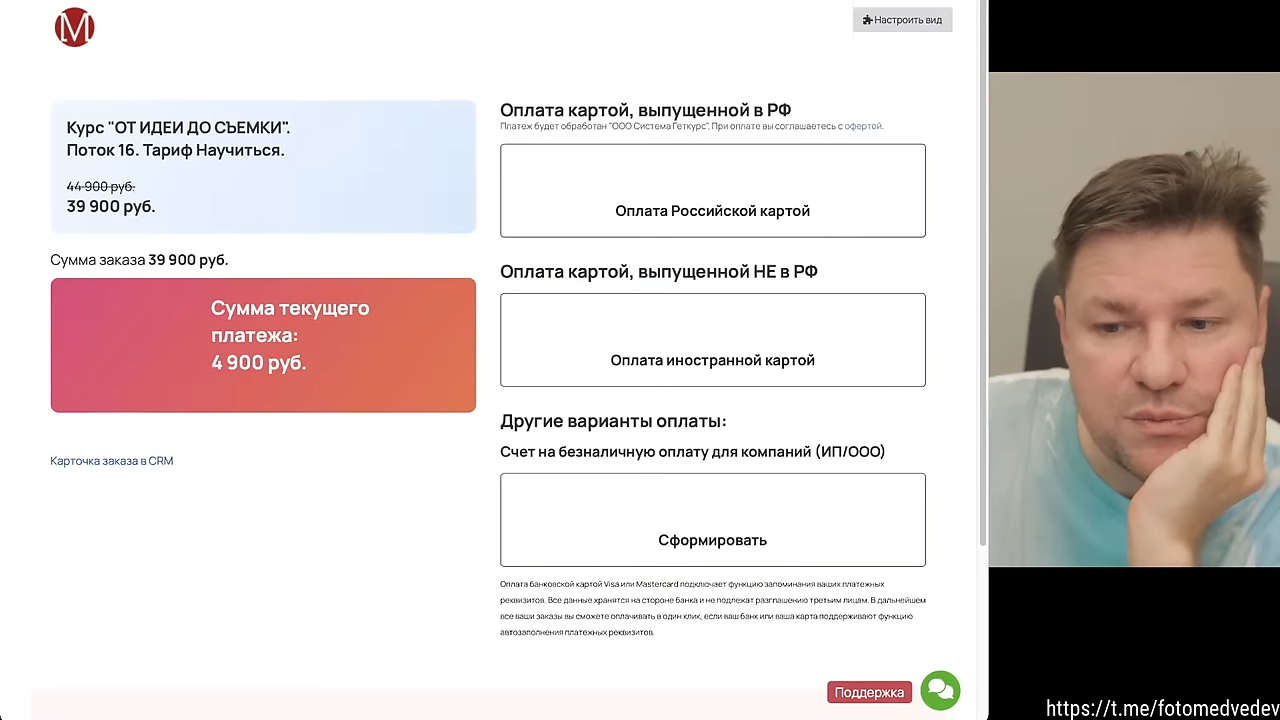 M
Настроить вид
Курс "ОТ ИДЕИ ДО СЪЕМКИ".
Поток 16. Тариф Научиться.
44 900 руб.
39 900 руб.
Сумма заказа 39 900 руб.
Сумма текущего
платежа:
4 900 руб.
Карточка заказа в CRM
Оплата картой, выпущенной в РФ
Платеж будет обработан "ООО Система Геткурс". При оплате вы соглашаетесь с офертой.
Оплата Российской картой
Оплата картой, выпущенной НЕ в РФ
Оплата иностранной картой
Другие варианты оплаты:
Счет на безналичную оплату для компаний (ИП/ООО)
Сформировать
Оплата банковской картой Visa или Mastercard подключает функцию запоминания ваших платежных
реквизитов. Все данные хранятся на стороне банка и не подлежат разглашению третьим лицам. В дальнейшем
все ваши заказы вы сможете оплачивать в один клик, если ваш банк или ваша карта поддерживают функцию
автозаполнения платежных реквизитов.
Поддержка
https://t.me/fotomedvedev